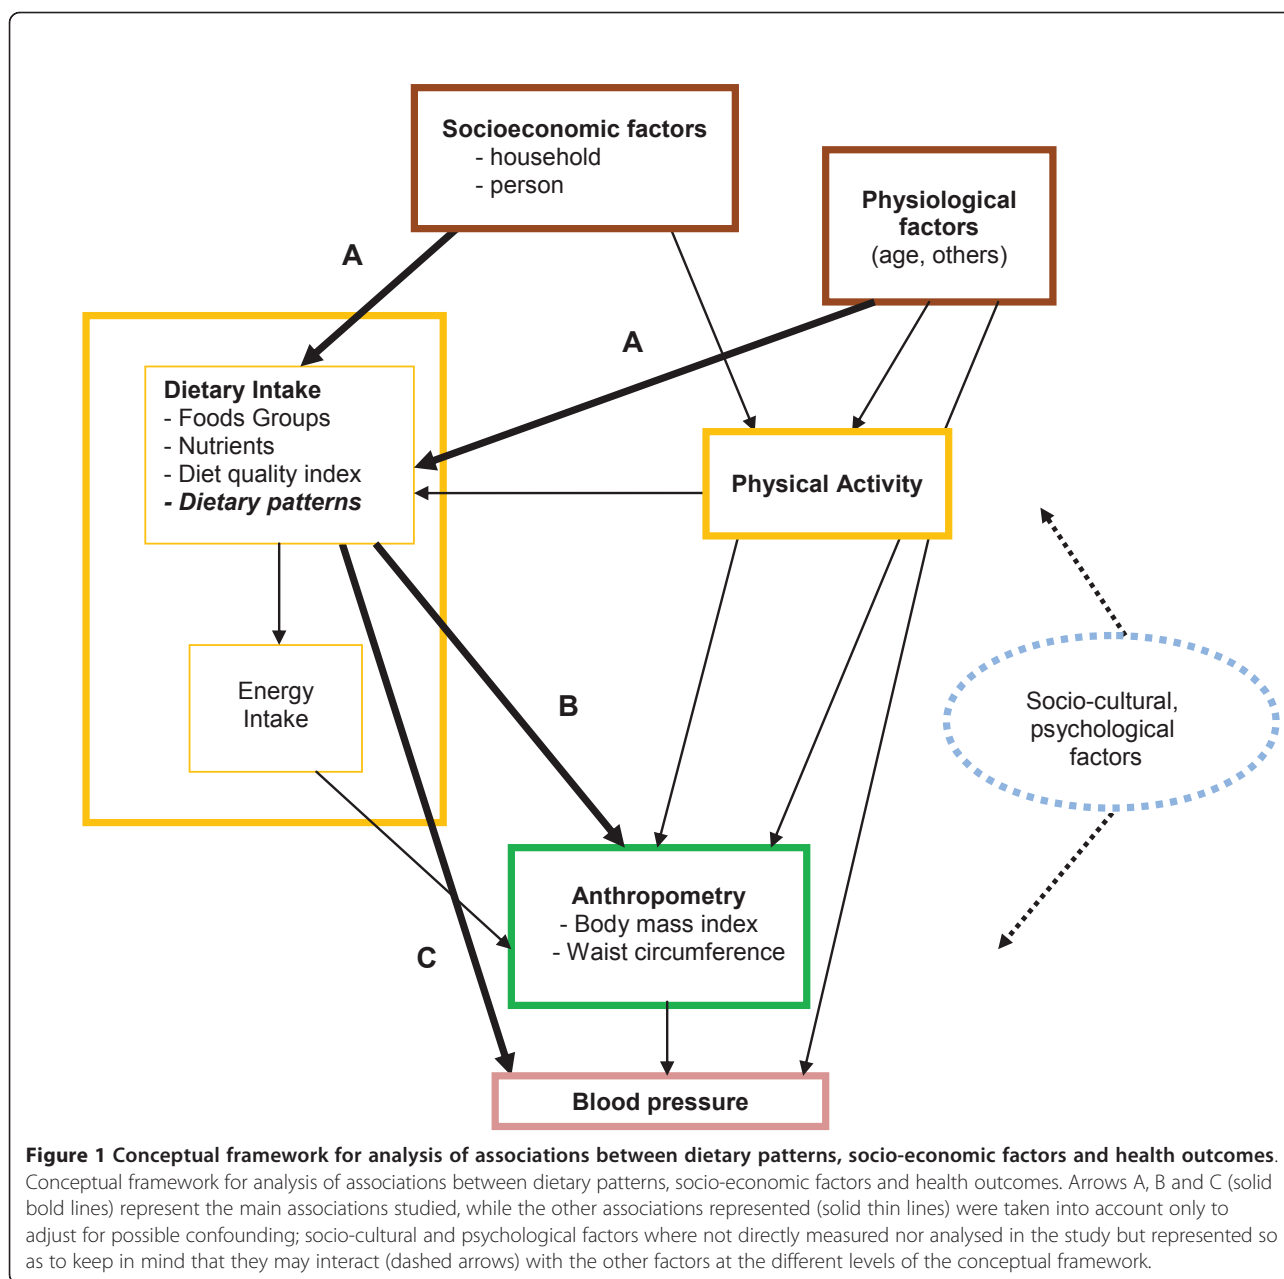 Socioeconomic factors
- household
- person
Physiological
factors
(age, others)
A
A
Dietary Intake
- Foods Groups
- Nutrients
- Diet quality index
- Dietary patterns
Physical Activity
Energy
Intake
B
Socio-cultural,
psychological
factors
Anthropometry
- Body mass index
- Waist circumference
C
Blood pressure
Figure 1 Conceptual framework for analysis of associations between dietary patterns, socio-economic factors and health outcomes.
Conceptual framework for analysis of associations between dietary patterns, socio-economic factors and health outcomes. Arrows A, B and C (solid
bold lines) represent the main associations studied, while the other associations represented (solid thin lines) were taken into account only to
adjust for possible confounding; socio-cultural and psychological factors where not directly measured nor analysed in the study but represented so
as to keep in mind that they may interact (dashed arrows) with the other factors at the different levels of the conceptual framework.